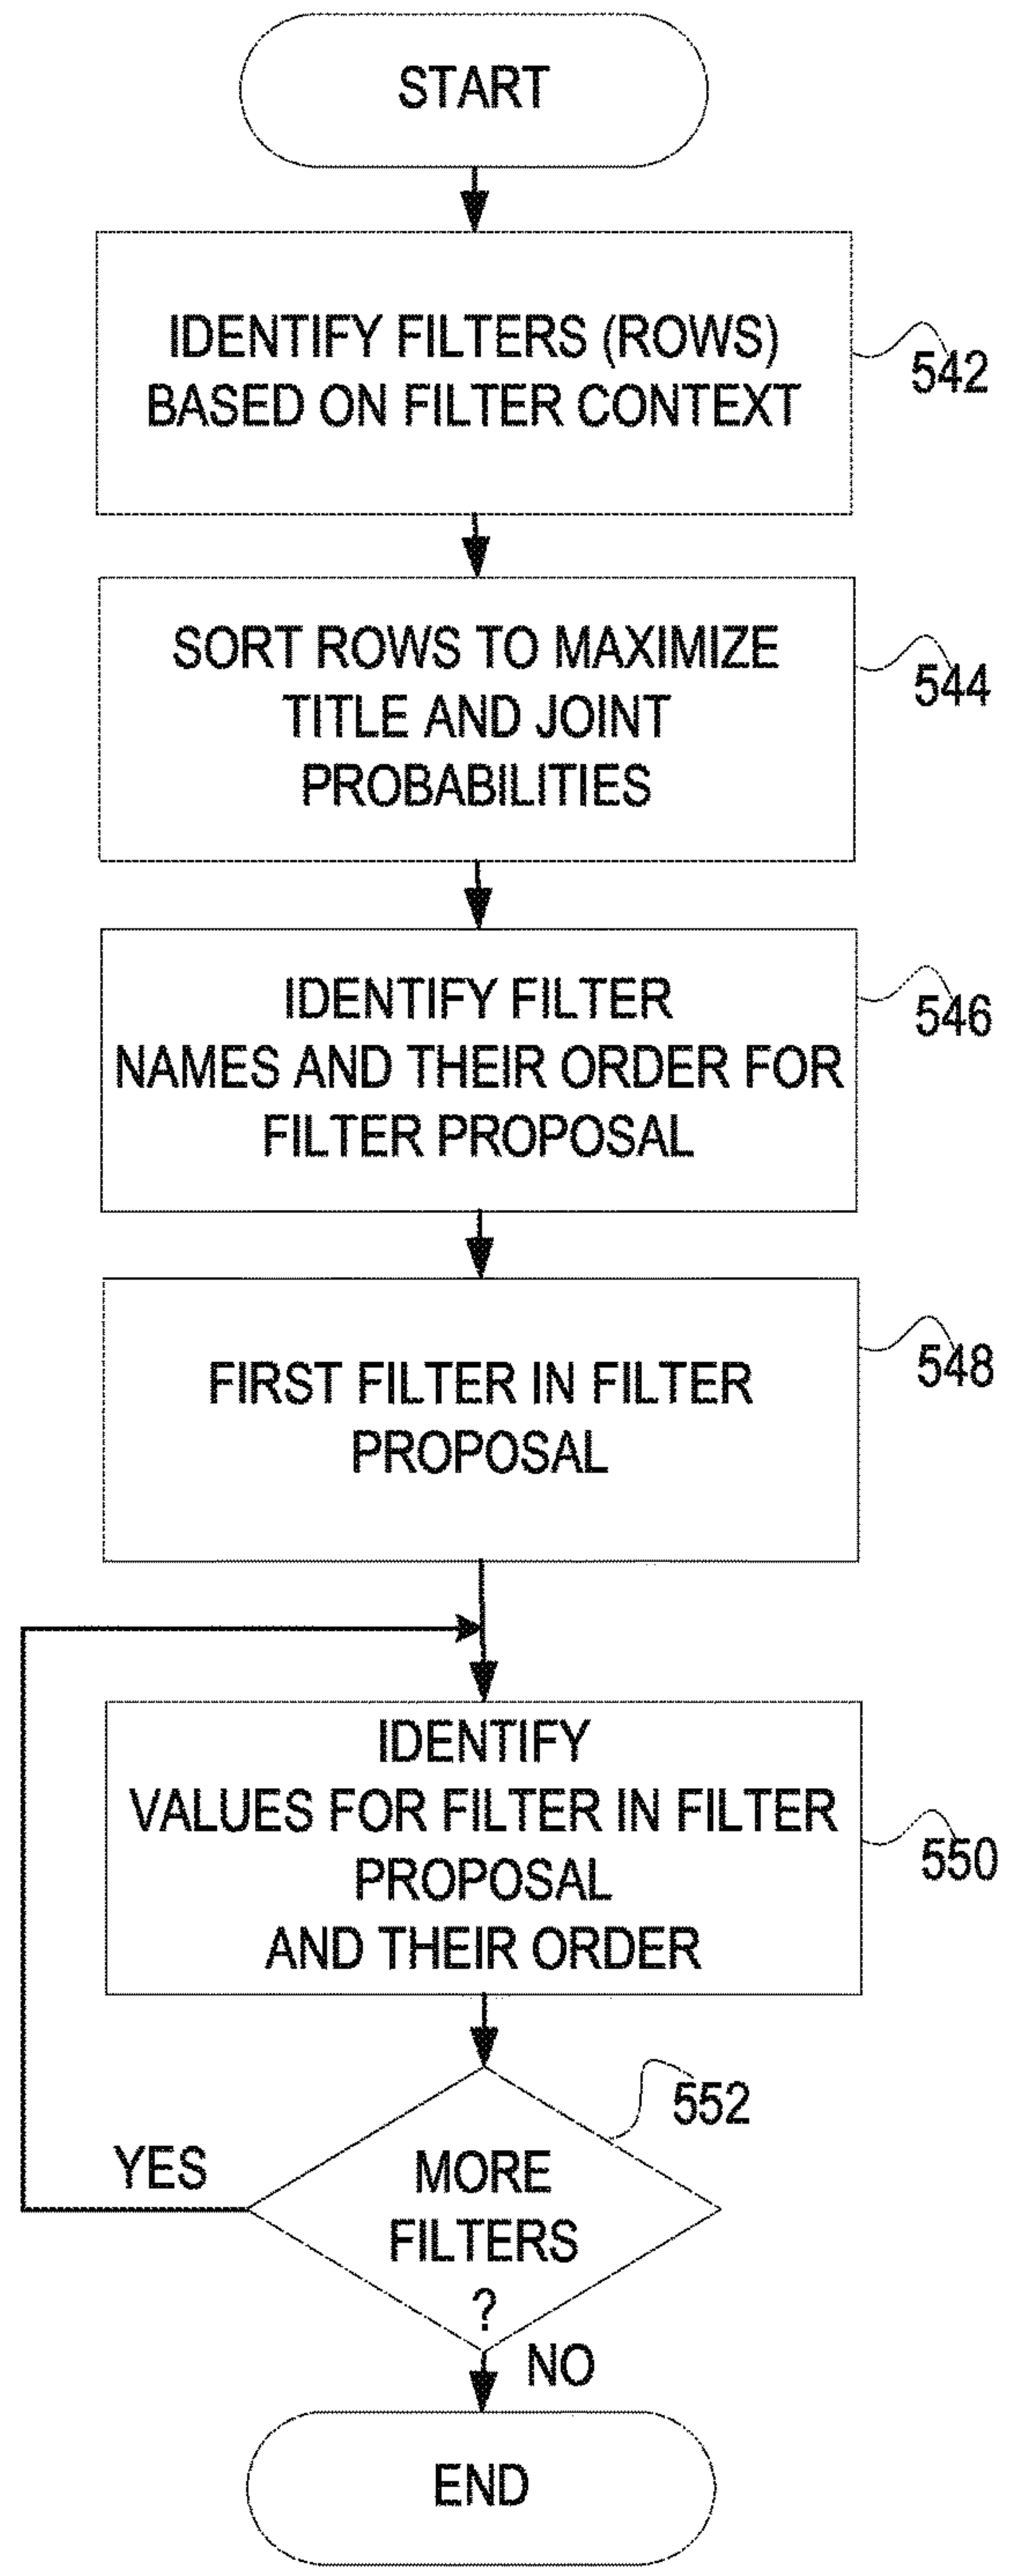 START
IDENTIFY FILTERS (ROWS)
BASED ON FILTER CONTEXT
542
SORT ROWS TO MAXIMIZE
TITLE AND JOINT
PROBABILITIES
544
IDENTIFY FILTER
NAMES AND THEIR ORDER FOR
FILTER PROPOSAL
546
FIRST FILTER IN FILTER
PROPOSAL
548
IDENTIFY
VALUES FOR FILTER IN FILTER
PROPOSAL
AND THEIR ORDER
550
552
YES
MORE
FILTERS
?
NO
END